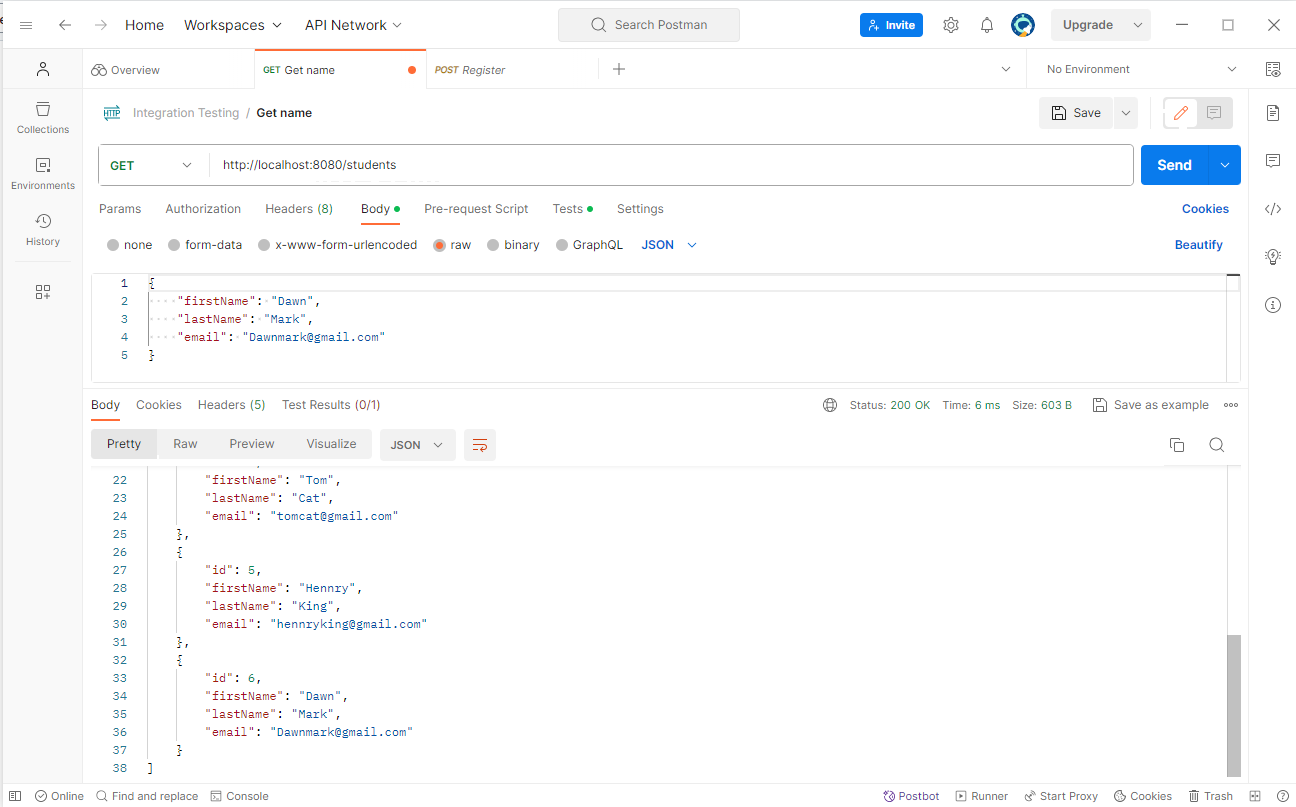 Home Workspaces API Network Search Postman Invite Upgrade
Overview GET Get name POST Register No Environment
Collections
Environments
History
HTTP Integration Testing / Get name Save
GET http://localhost:8080/students Send
Params Authorization Headers (8) Body Pre-request Script Tests Settings Cookies
none form-data x-www-form-urlencoded raw binary GraphQL JSON Beautify
1 {
2 "firstName": "Dawn",
3 "lastName": "Mark",
4 "email": "Dawnmark@gmail.com"
5 }
Body Cookies Headers (5) Test Results (0/1) Status: 200 OK Time: 6 ms Size: 603 B Save as example
Pretty Raw Preview Visualize JSON
22 "firstName": "Tom",
23 "lastName": "Cat",
24 "email": "tomcat@gmail.com"
25 },
26 {
27 "id": 5,
28 "firstName": "Hennry",
29 "lastName": "King",
30 "email": "hennryking@gmail.com"
31 },
32 {
33 "id": 6,
34 "firstName": "Dawn",
35 "lastName": "Mark",
36 "email": "Dawnmark@gmail.com"
37 }
38 ]
Online Find and replace Console Postbot Runner Start Proxy Cookies Trash